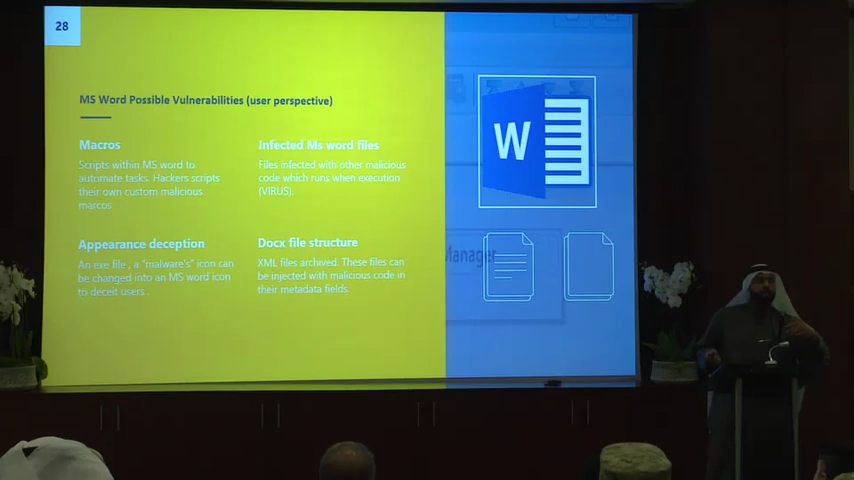 28
MS Word Possible Vulnerabilities (user perspective)
Macros
Scripts within MS word to
automate tasks. Hackers scripts
their own custom malicious
marcos
Infected Ms word files
Files infected with other malicious
code which runs when execution
(VIRUS).
Appearance deception
An exe file , a "malware's" icon can
be changed into an MS word icon
to deceit users .
Docx file structure
XML files archived. These files can
be injected with malicious code in
their metadata fields.
W
Manager